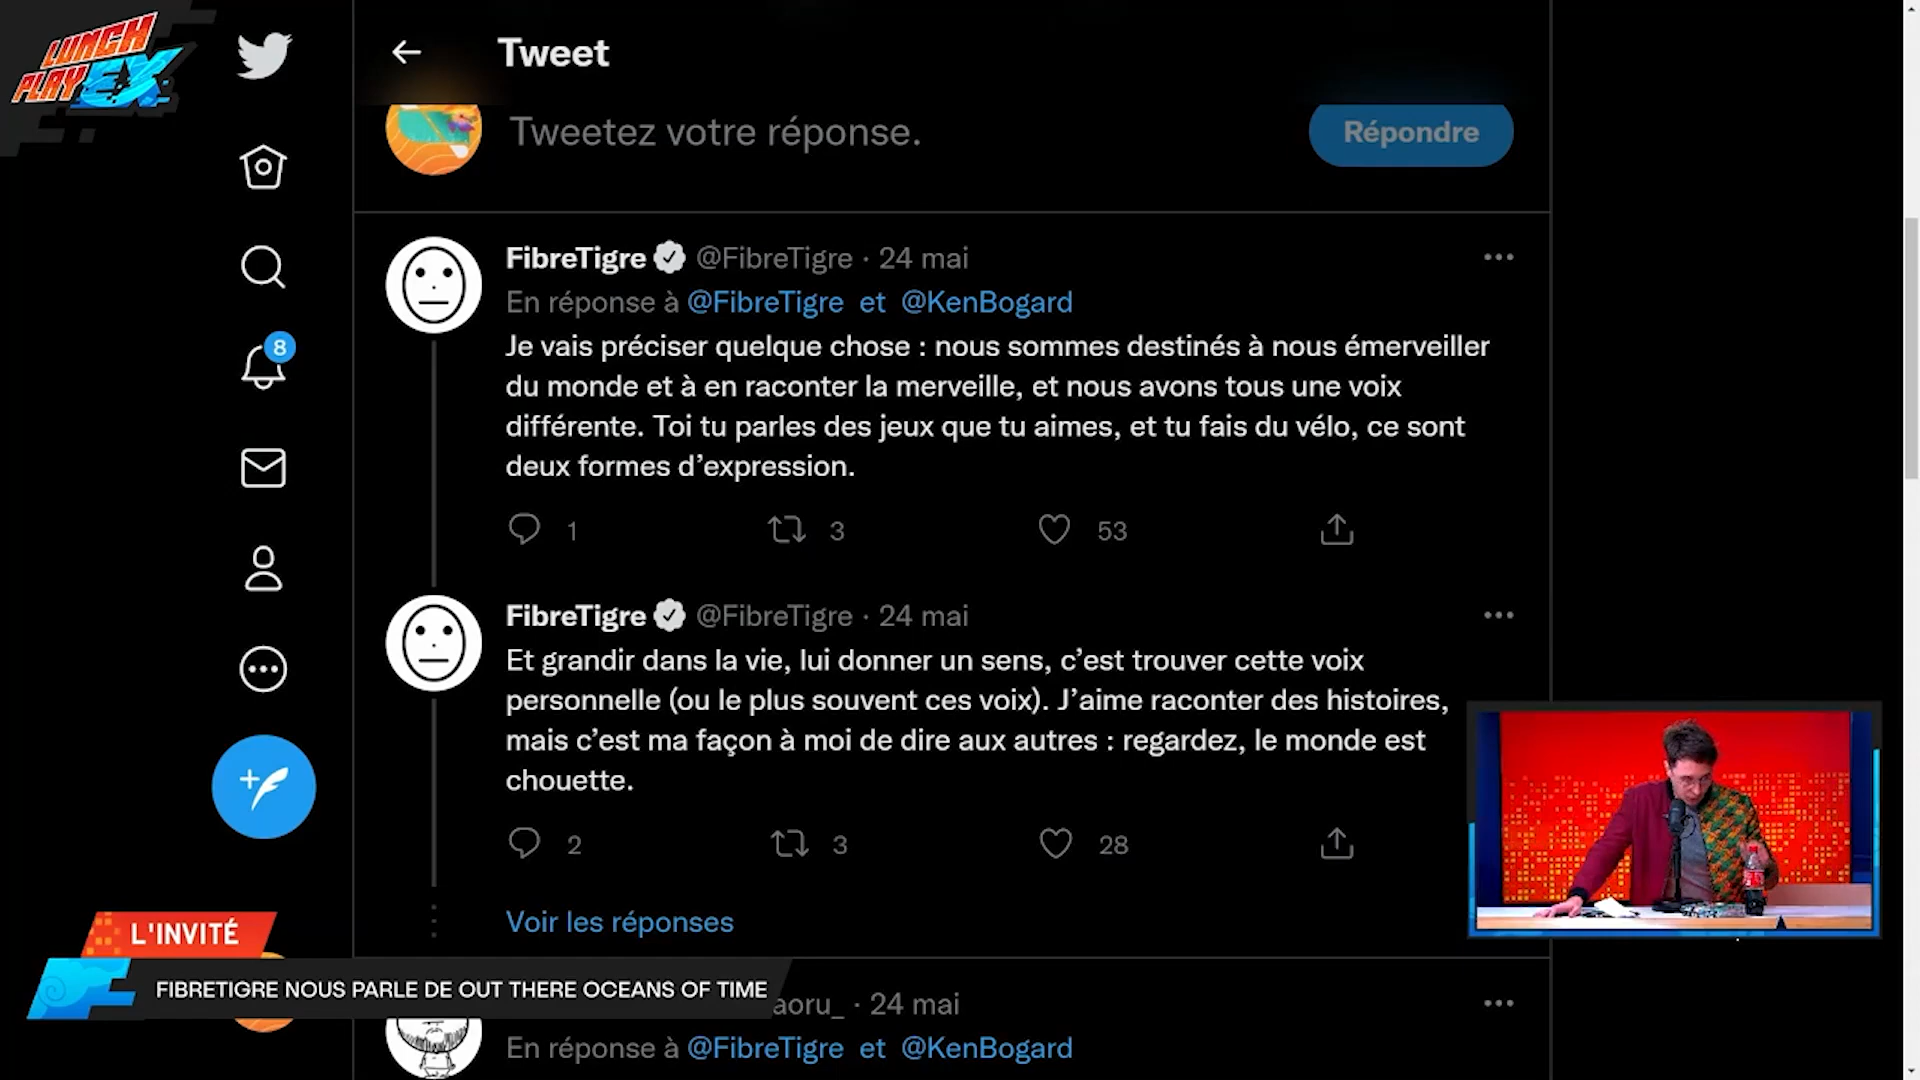 LUNCH
PLAY EX
Tweet
Tweetez votre réponse.
Répondre
FibreTigre @FibreTigre · 24 mai
En réponse à @FibreTigre et @KenBogard
Je vais préciser quelque chose : nous sommes destinés à nous émerveiller
du monde et à en raconter la merveille, et nous avons tous une voix
différente. Toi tu parles des jeux que tu aimes, et tu fais du vélo, ce sont
deux formes d’expression.
1 3 53
8
FibreTigre @FibreTigre · 24 mai
Et grandir dans la vie, lui donner un sens, c’est trouver cette voix
personnelle (ou le plus souvent ces voix). J’aime raconter des histoires,
mais c’est ma façon à moi de dire aux autres : regardez, le monde est
chouette.
2 3 28
Voir les réponses
L'INVITÉ
FIBRETIGRE NOUS PARLE DE OUT THERE OCEANS OF TIME
aoru_ · 24 mai
En réponse à @FibreTigre et @KenBogard